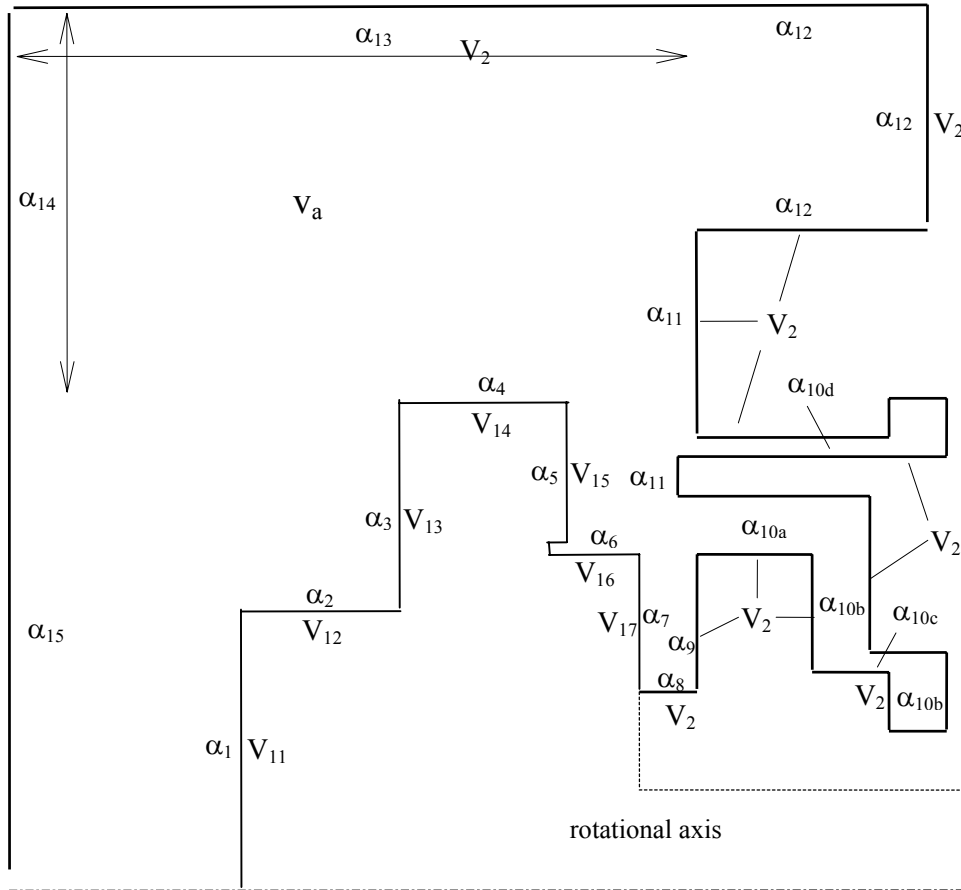 α13
V2
α12
α12
V2
α14
Va
α12
α11
V2
α10d
α4
V14
α5
V15
α11
α3
V13
α6
α10a
V2
V16
α2
V12
V17
α7
α9
V2
α10b
α10c
α15
α8
V2
V2
α10b
α1
V11
rotational axis